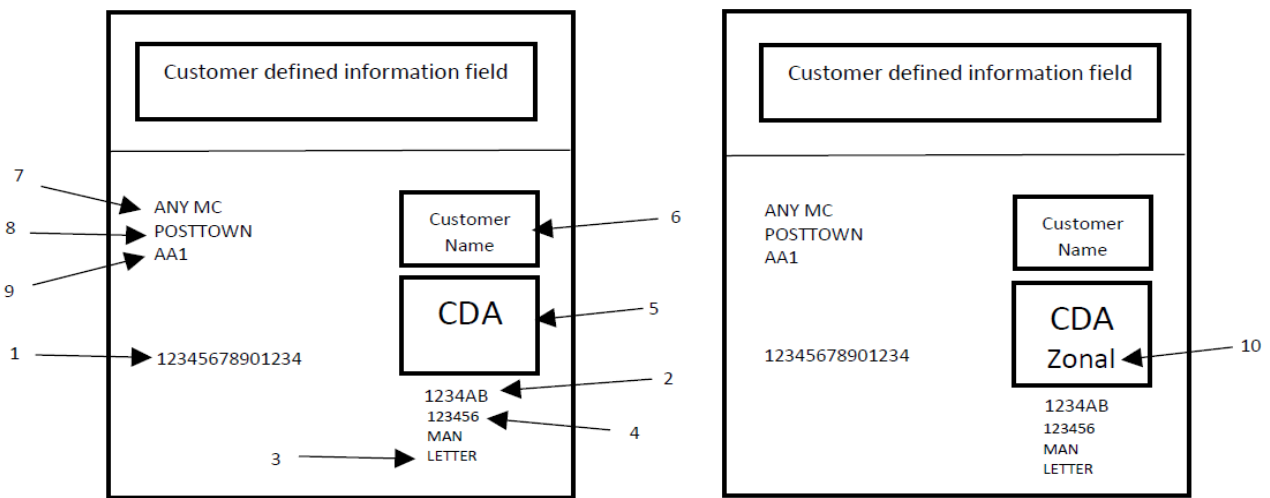 Customer defined information field
7
ANY MC
8
POSTTOWN
9
AA1
Customer
Name
6
CDA
5
1
12345678901234
1234AB
2
123456
4
MAN
3
LETTER
Customer defined information field
ANY MC
POSTTOWN
AA1
Customer
Name
CDA
Zonal
10
12345678901234
1234AB
123456
MAN
LETTER